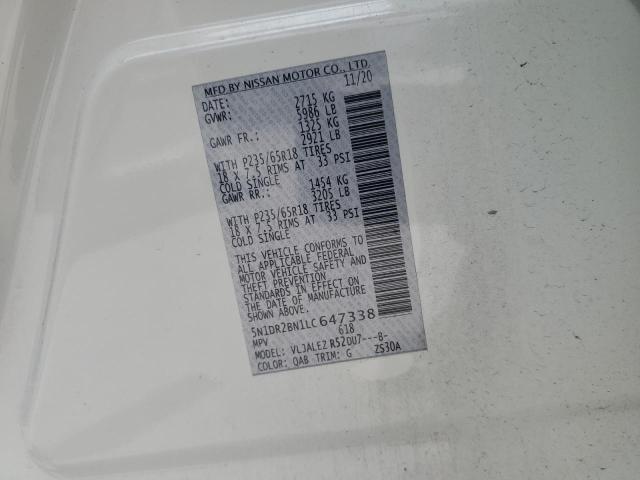 MFD.BY NISSAN MOTOR CO., LTD.
DATE: 11/20
GVWR: 2715 KG
5986 LB
GAWR FR.: 1325 KG
2921 LB
WITH P235/65R18 TIRES
18 X 7.5 RIMS AT 33 PSI
COLD SINGLE
GAWR RR.: 1454 KG
3205 LB
WITH P235/65R18 TIRES
18 X 7.5 RIMS AT 33 PSI
COLD SINGLE
THIS VEHICLE CONFORMS TO
ALL APPLICABLE FEDERAL
MOTOR VEHICLE SAFETY AND
THEFT PREVENTION
STANDARDS IN EFFECT ON
THE DATE OF MANUFACTURE
SHOWN ABOVE.
5N1DR2BN1LC647338
MPV 618
MODEL: VLJALEZ R52DU7---B-
COLOR: QAB TRIM: G ZS30A